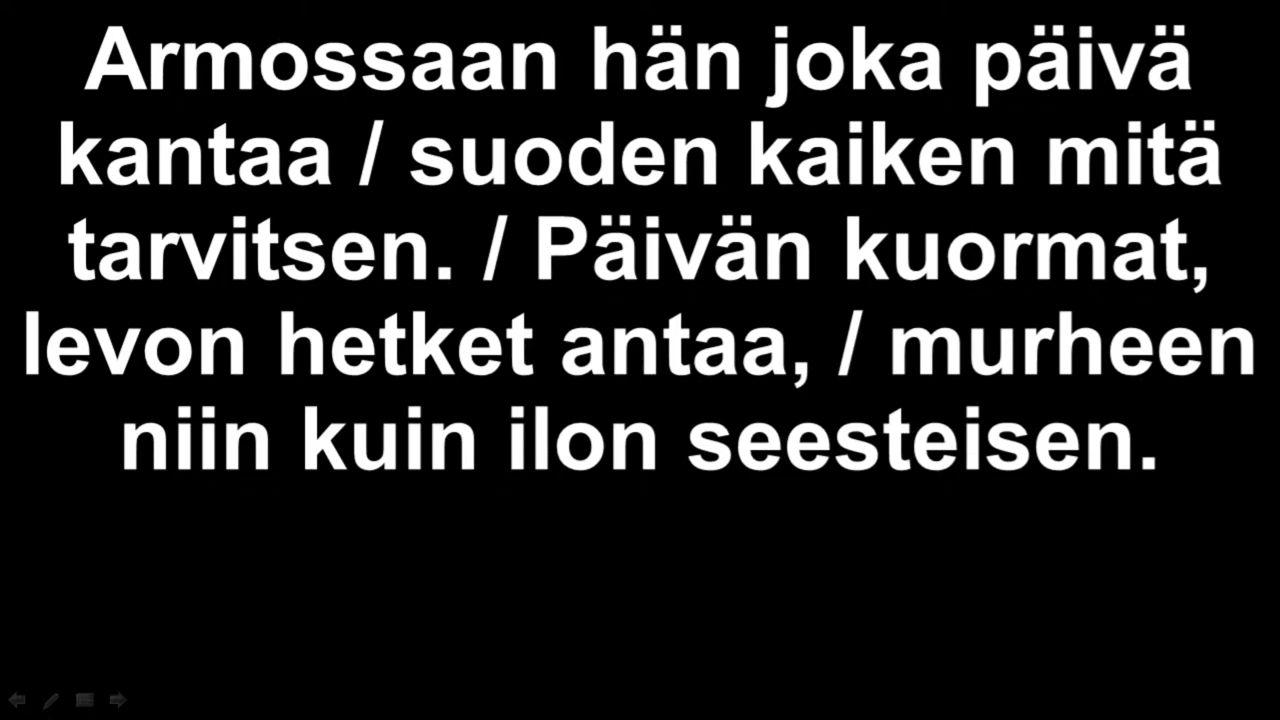 Armossaan hän joka päivä
kantaa / suoden kaiken mitä
tarvitsen. / Päivän kuormat,
levon hetket antaa, / murheen
niin kuin ilon seesteisen.